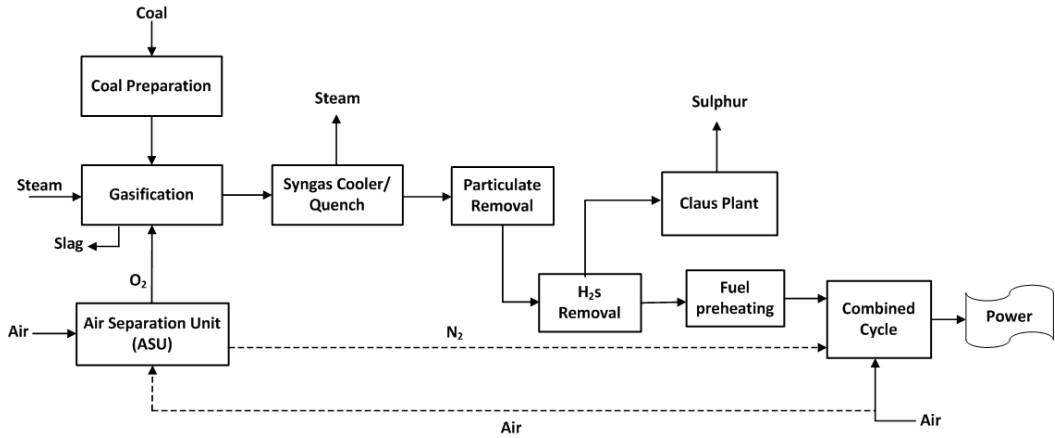 Coal
Coal Preparation
Steam
Sulphur
Steam
Gasification
Syngas Cooler/
Quench
Particulate
Removal
Claus Plant
Slag
O₂
H₂s
Removal
Fuel
preheating
Combined
Cycle
Power
Air
Air Separation Unit
(ASU)
N₂
Air
Air